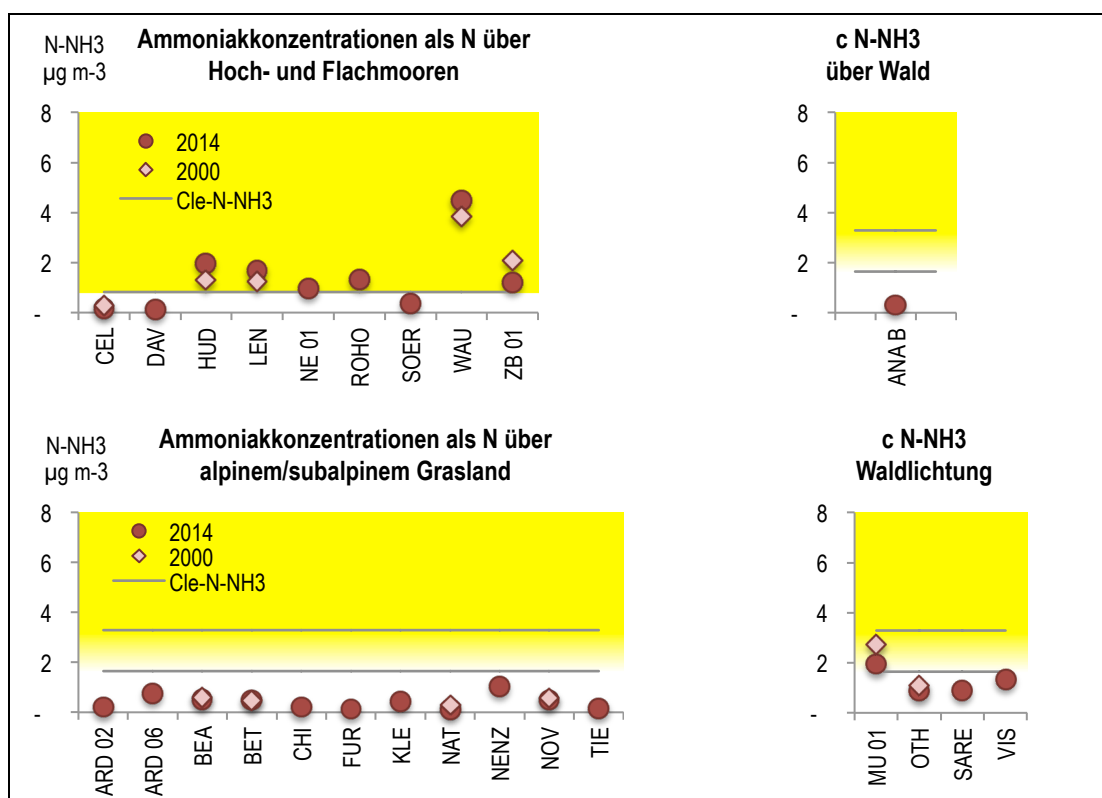 N-NH3
µg m-3
Ammoniakkonzentrationen als N über
Hoch- und Flachmooren
8
6
4
2
-
2014
2000
Cle-N-NH3
CEL
DAV
HUD
LEN
NE 01
ROHO
SOER
WAU
ZB 01
c N-NH3
über Wald
8
6
4
2
-
ANA B
N-NH3
µg m-3
Ammoniakkonzentrationen als N über
alpinem/subalpinem Grasland
8
6
4
2
-
2014
2000
Cle-N-NH3
ARD 02
ARD 06
BEA
BET
CHI
FUR
KLE
NAT
NENZ
NOV
TIE
c N-NH3
Waldlichtung
8
6
4
2
-
MU 01
OTH
SARE
VIS